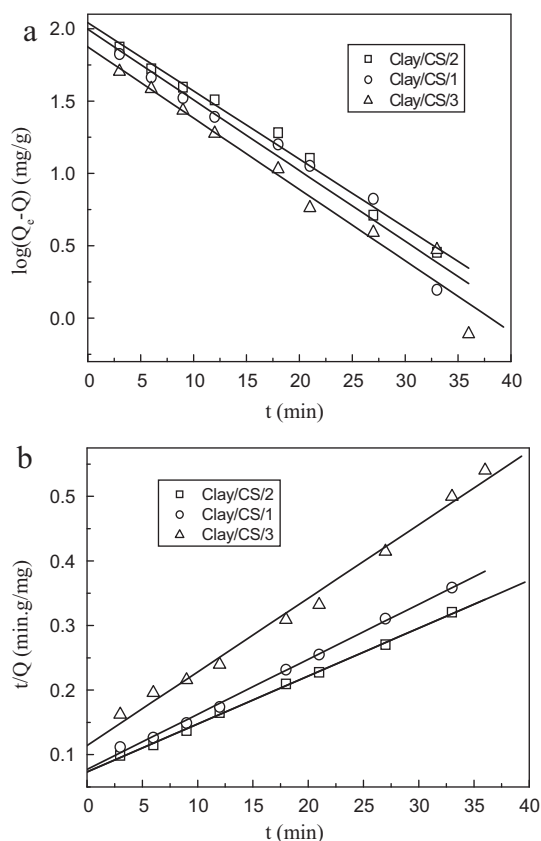 a
2.0
1.5
1.0
0.5
0.0
log(Qe-Q) (mg/g)
Clay/CS/2
Clay/CS/1
Clay/CS/3
0 5 10 15 20 25 30 35 40
t (min)
b
0.5
0.4
0.3
0.2
0.1
t/Q (min.g/mg)
Clay/CS/2
Clay/CS/1
Clay/CS/3
0 5 10 15 20 25 30 35 40
t (min)